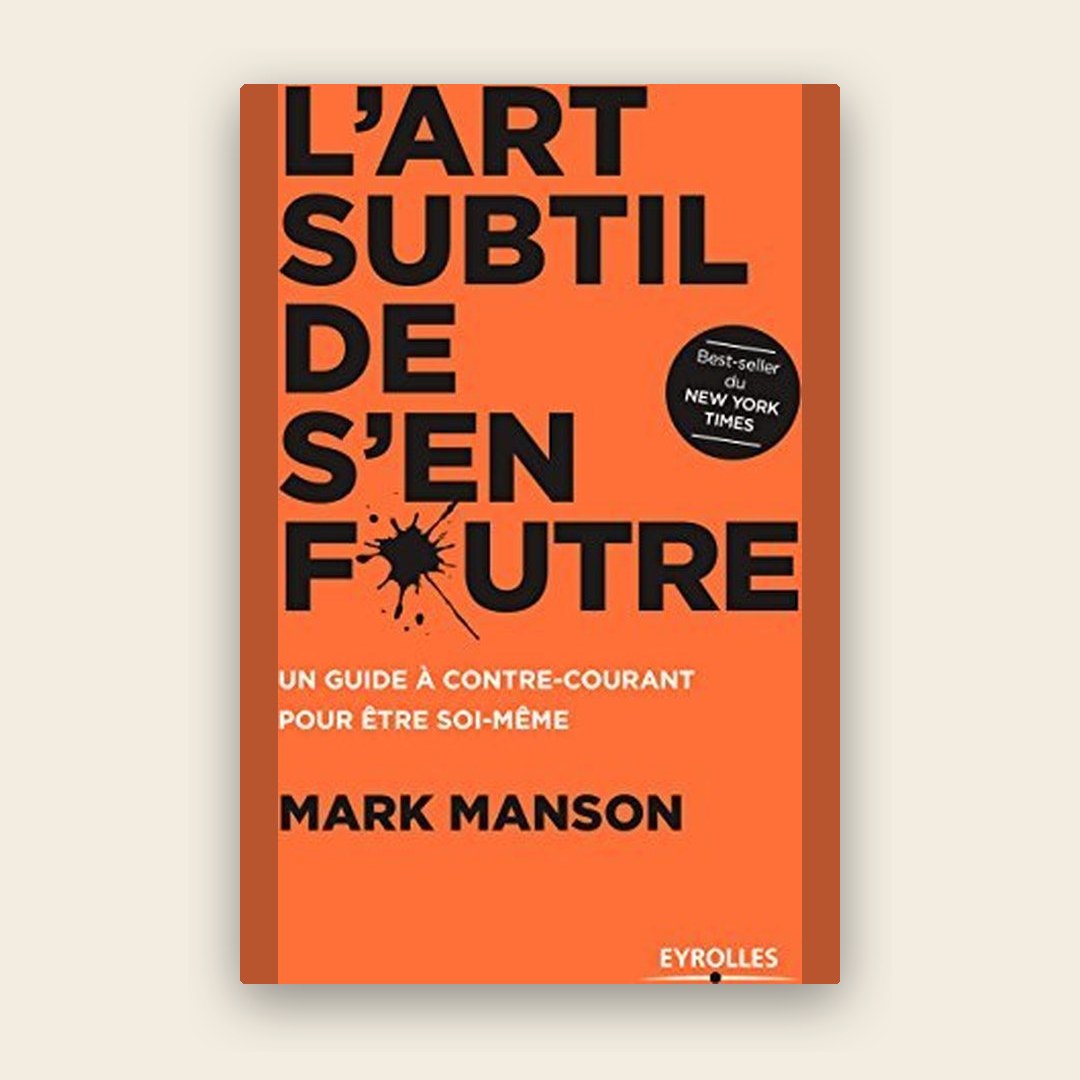 L'ART
SUBTIL
DE
S'EN
F*UTRE
Best-seller
du
NEW YORK
TIMES
UN GUIDE À CONTRE-COURANT
POUR ÊTRE SOI-MÊME
MARK MANSON
EYROLLES